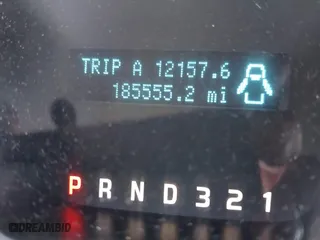 TRIP A 12157.6
185555.2 mi
P R N D 3 2 1
©DREAMBID